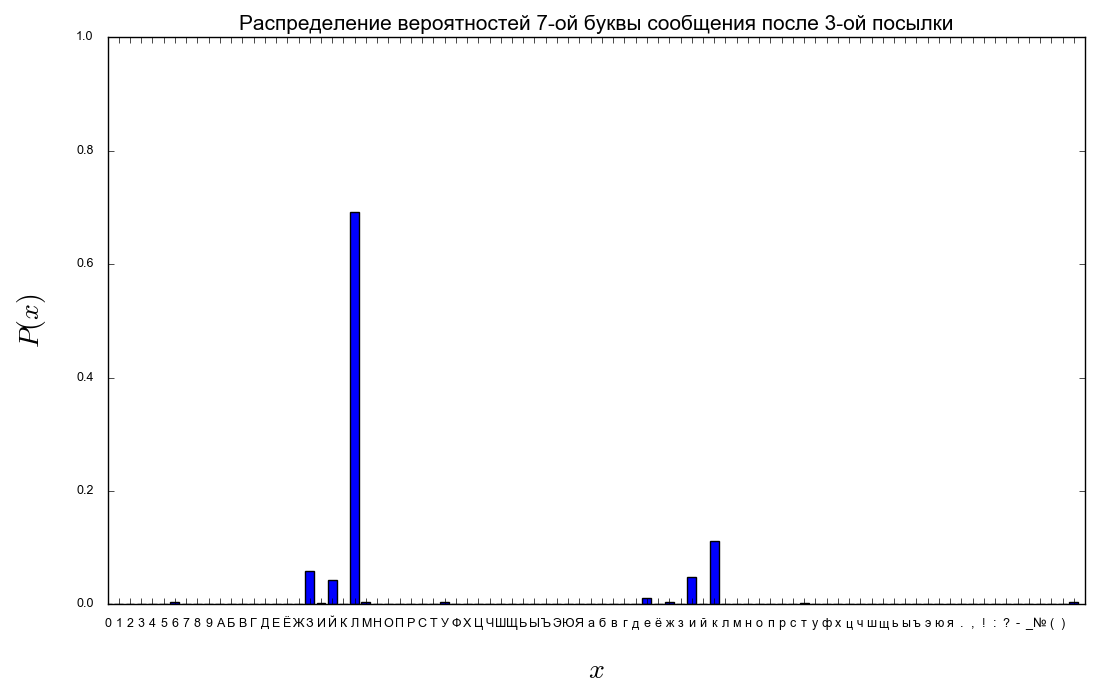 Распределение вероятностей 7-ой буквы сообщения после 3-ой посылки
1.0
0.8
0.6
0.4
0.2
0.0
P(x)
0 1 2 3 4 5 6 7 8 9 А Б В Г Д Е Ё Ж З И Й К Л М Н О П Р С Т У Ф Х Ц Ч Ш Щ Ь Ы Ъ Э Ю Я а б в г д е ё ж з и й к л м н о п р с т у ф х ц ч ш щ ь ы ъ э ю я . , ! : ? - _ № ( )
x